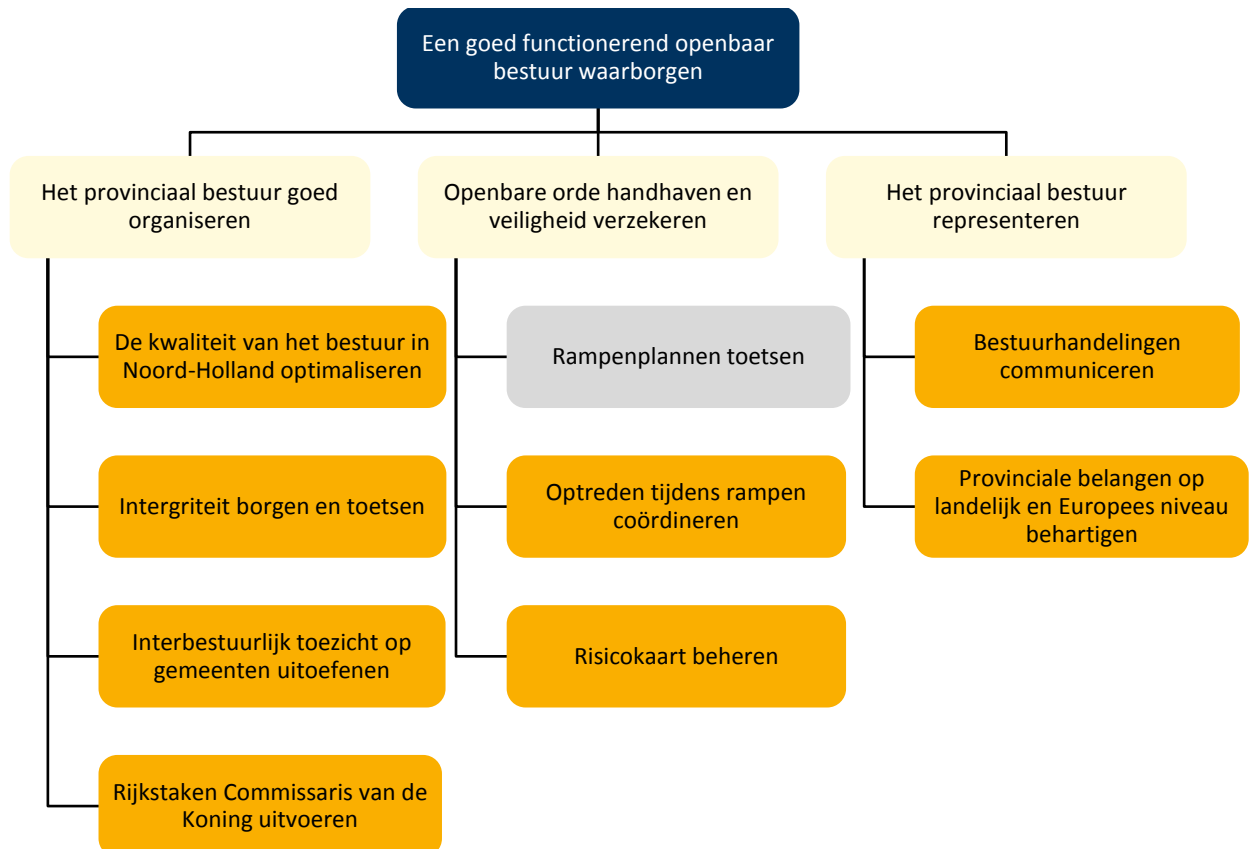 Een goed functionerend openbaar
bestuur waarborgen
Het provinciaal bestuur goed
organiseren
Openbare orde handhaven en
veiligheid verzekeren
Het provinciaal bestuur
representeren
De kwaliteit van het bestuur in
Noord-Holland optimaliseren
Intergriteit borgen en toetsen
Interbestuurlijk toezicht op
gemeenten uitoefenen
Rijkstaken Commissaris van de
Koning uitvoeren
Rampenplannen toetsen
Optreden tijdens rampen
coördineren
Risicokaart beheren
Bestuurhandelingen
communiceren
Provinciale belangen op
landelijk en Europees niveau
behartigen